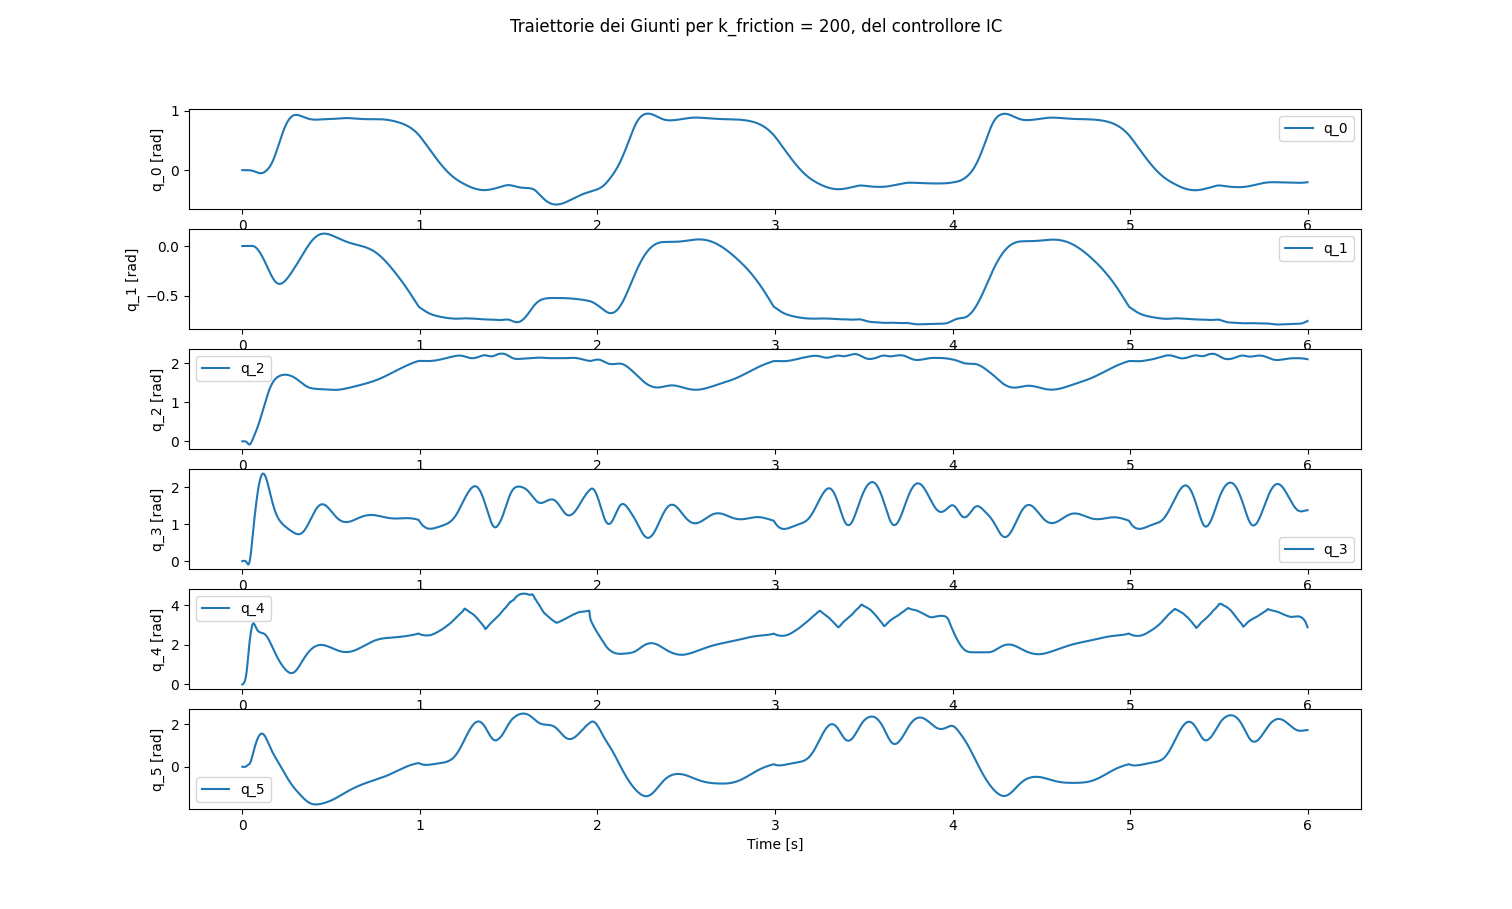 Traiettorie dei Giunti per k_friction = 200, del controllore IC
q_0 [rad]
1
0
q_0
0 1 2 3 4 5 6
q_1 [rad]
0.0
−0.5
q_1
0 1 2 3 4 5 6
q_2 [rad]
2
1
0
q_2
0 1 2 3 4 5 6
q_3 [rad]
2
1
0
q_3
0 1 2 3 4 5 6
q_4 [rad]
4
2
0
q_4
0 1 2 3 4 5 6
q_5 [rad]
2
0
q_5
0 1 2 3 4 5 6
Time [s]